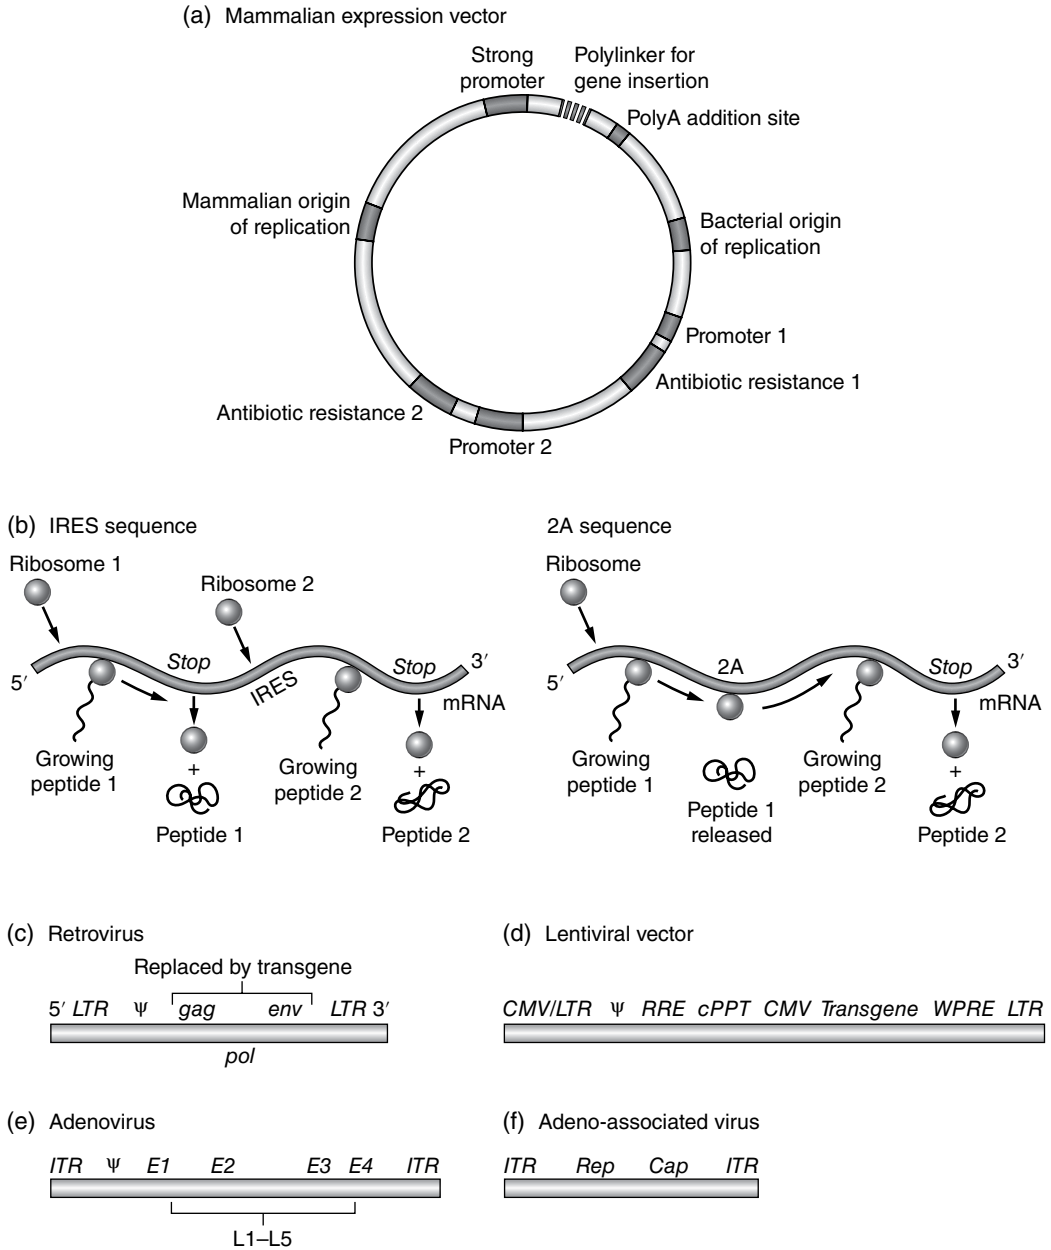 (a) Mammalian expression vector
Strong
promoter
Polylinker for
gene insertion
PolyA addition site
Mammalian origin
of replication
Bacterial origin
of replication
Promoter 1
Antibiotic resistance 1
Antibiotic resistance 2
Promoter 2
(b) IRES sequence
Ribosome 1
Ribosome 2
Stop
IRES
Stop
5′
3′
mRNA
Growing
peptide 1
+
Peptide 1
Growing
peptide 2
+
Peptide 2
2A sequence
Ribosome
2A
Stop
5′
3′
mRNA
Growing
peptide 1
Peptide 1
released
Growing
peptide 2
+
Peptide 2
(c) Retrovirus
Replaced by transgene
5′ LTR ψ gag env LTR 3′
pol
(d) Lentiviral vector
CMV/LTR ψ RRE cPPT CMV Transgene WPRE LTR
(e) Adenovirus
ITR ψ E1 E2 E3 E4 ITR
L1–L5
(f) Adeno-associated virus
ITR Rep Cap ITR